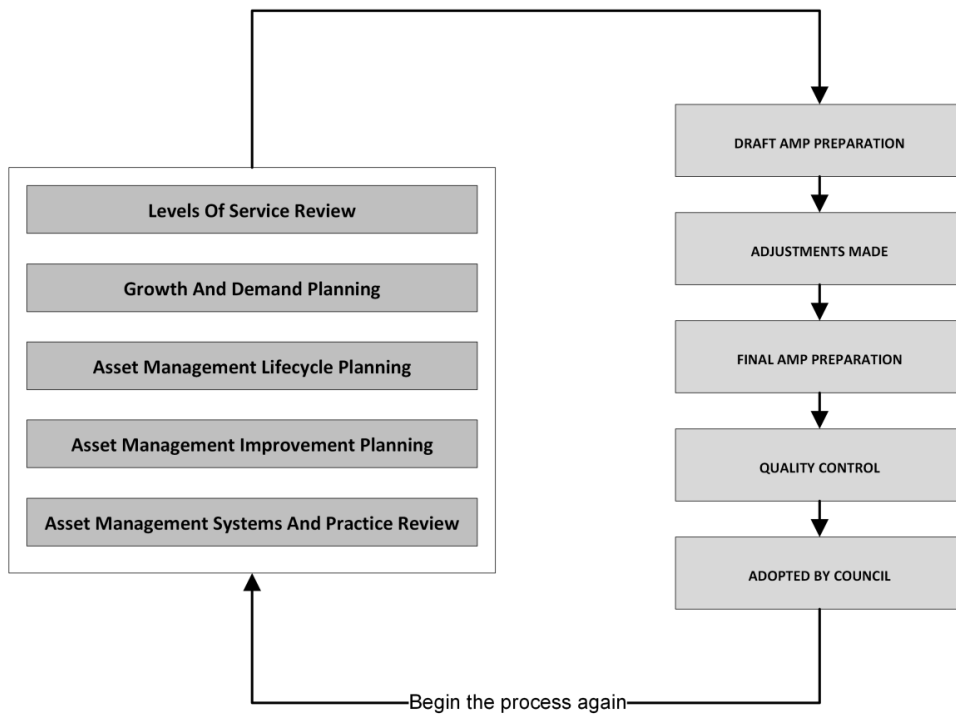 Levels Of Service Review
Growth And Demand Planning
Asset Management Lifecycle Planning
Asset Management Improvement Planning
Asset Management Systems And Practice Review
DRAFT AMP PREPARATION
ADJUSTMENTS MADE
FINAL AMP PREPARATION
QUALITY CONTROL
ADOPTED BY COUNCIL
Begin the process again